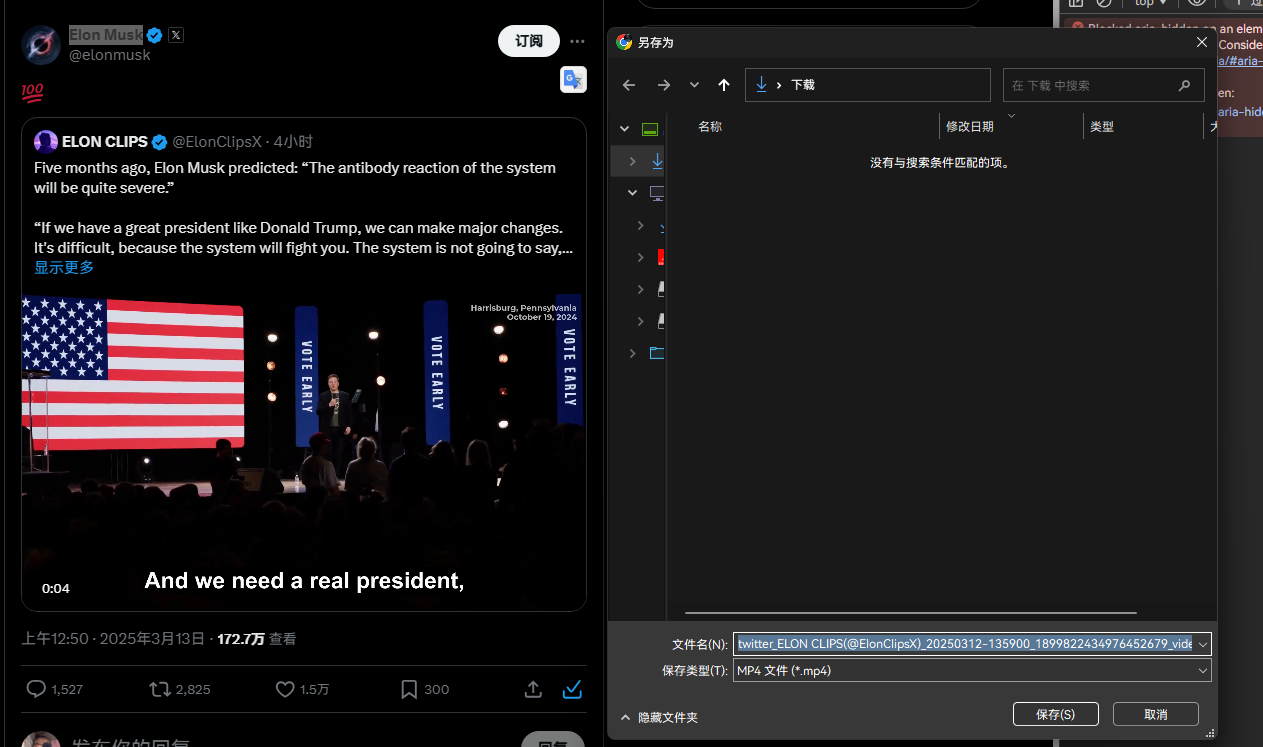 Elon Musk
@elonmusk
订阅
💯
ELON CLIPS @ElonClipsX · 4小时
Five months ago, Elon Musk predicted: “The antibody reaction of the system
will be quite severe.”
“If we have a great president like Donald Trump, we can make major changes.
It's difficult, because the system will fight you. The system is not going to say,...
显示更多
Harrisburg, Pennsylvania
October 19, 2024
VOTE EARLY
VOTE EARLY
VOTE EARLY
And we need a real president,
0:04
上午12:50 · 2025年3月13日 · 172.7万 查看
1,527
2,825
1.5万
300
发布你的回复
回复
另存为
下载
在 下载 中搜索
名称
修改日期
类型
没有与搜索条件匹配的项。
文件名(N):
twitter_ELON CLIPS(@ElonClipsX)_20250312-135900_1899822434976452679_vide
保存类型(T):
MP4 文件 (*.mp4)
隐藏文件夹
保存(S)
取消
top
Blocked aria-hidden on an elem
Conside
a/#aria-
en:
aria-hid